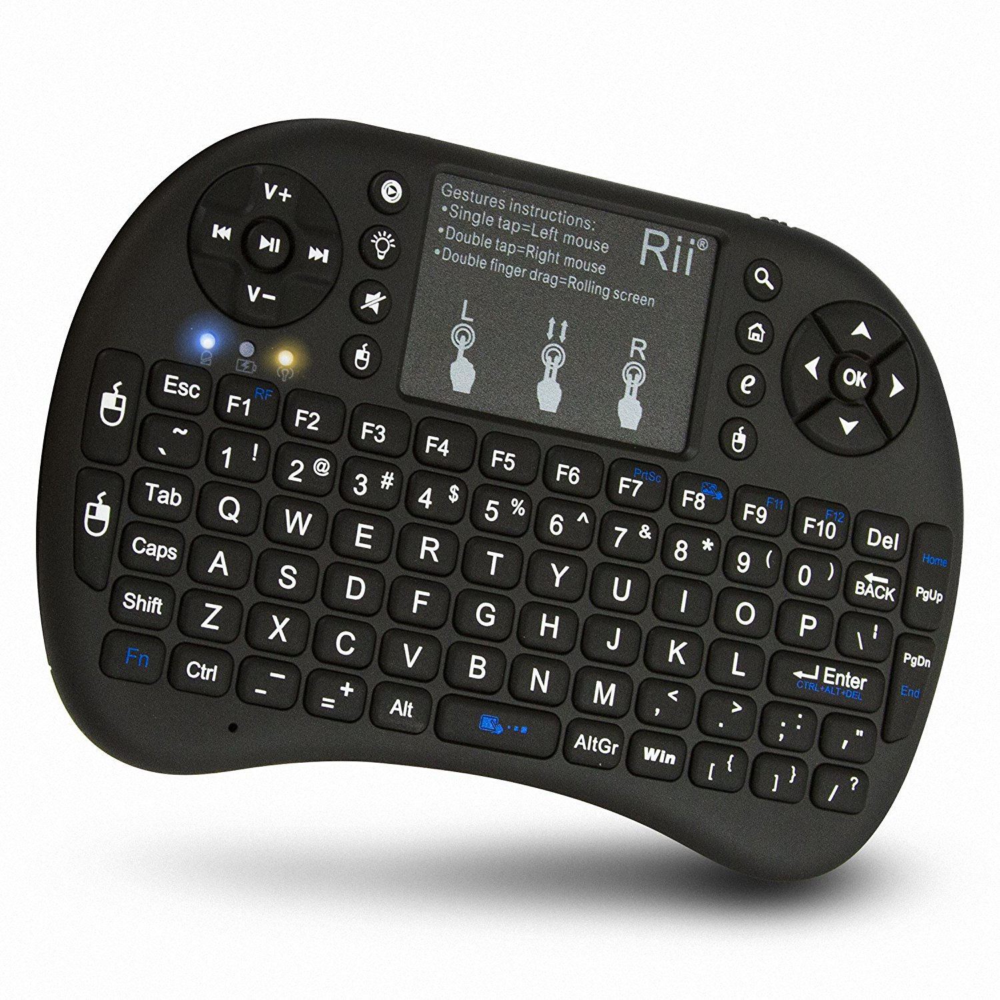 V+
V−
Gestures instructions:
•Single tap=Left mouse
•Double tap=Right mouse
•Double finger drag=Rolling screen
Rii®
L
R
e
OK
Esc
F1 RF
F2
F3
F4
F5
F6
F7 PrtSc
F8
F9 F11
F10 F12
Del
Home
PgUp
PgDn
End
` ~
1 !
2 @
3 #
4 $
5 %
6 ^
7 &
8 *
9 (
0 )
BACK
Tab
Q
W
E
R
T
Y
U
I
O
P
\ ¦
Caps
A
S
D
F
G
H
J
K
L
Enter
CTRL+ALT+DEL
Shift
Z
X
C
V
B
N
M
, <
. >
; :
' "
Fn
Ctrl
- −
= +
Alt
AltGr
Win
[ {
] }
/ ?